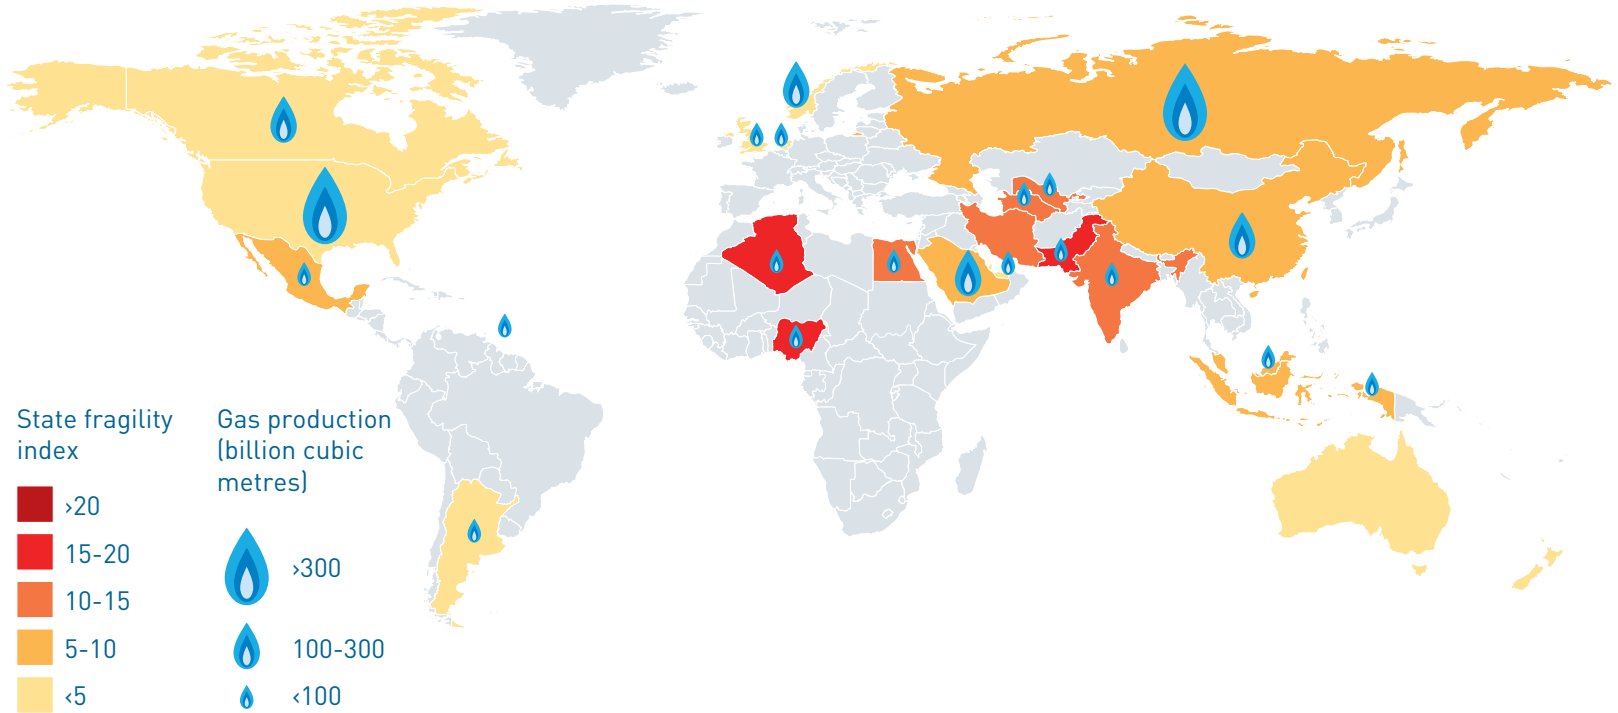 State fragility
index
›20
15-20
10-15
5-10
‹5
Gas production
(billion cubic
metres)
›300
100-300
‹100